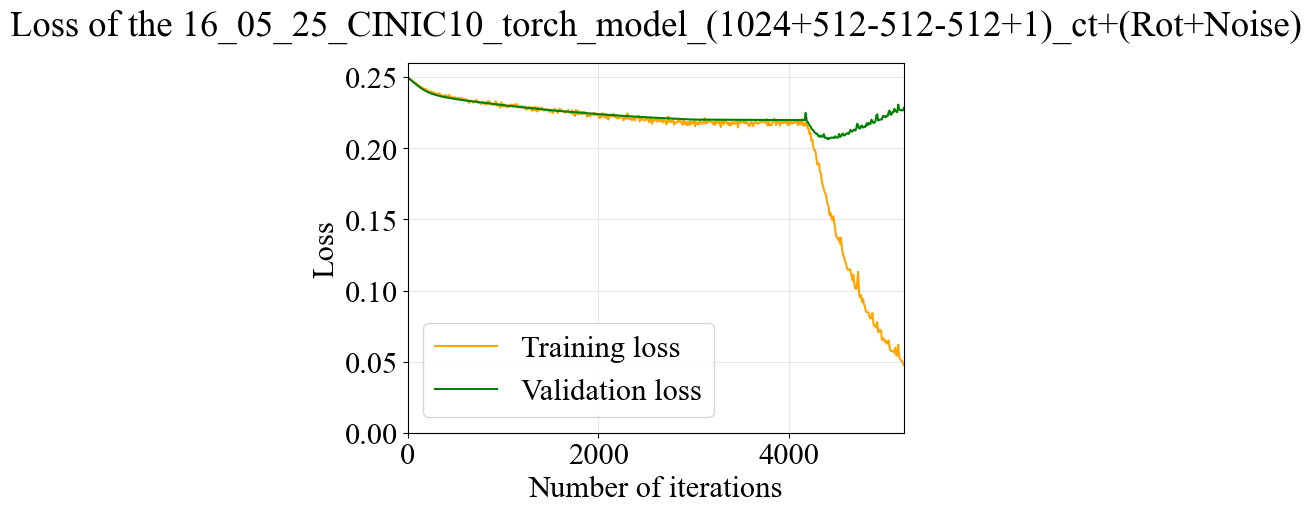 Loss of the 16_05_25_CINIC10_torch_model_(1024+512-512-512+1)_ct+(Rot+Noise)
0.25
0.20
0.15
0.10
0.05
0.00
Loss
Training loss
Validation loss
0 2000 4000
Number of iterations